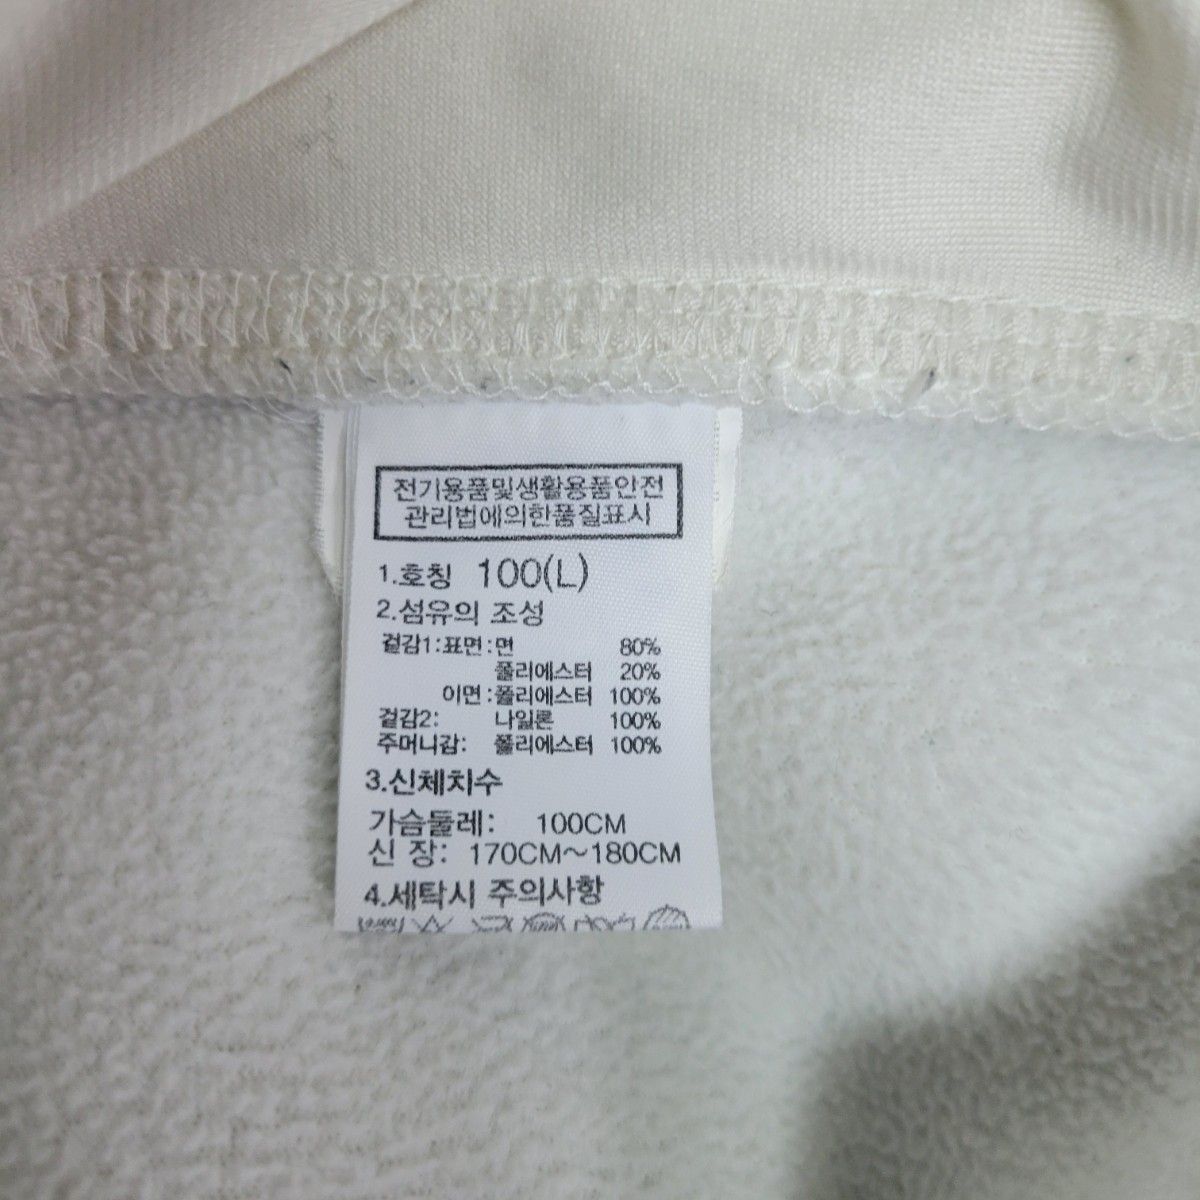 전기용품및생활용품안전
관리법에의한품질표시
1.호칭 100(L)
2.섬유의 조성
겉감1:표면:면 80%
폴리에스터 20%
이면:폴리에스터 100%
겉감2: 나일론 100%
주머니감: 폴리에스터 100%
3.신체치수
가슴둘레: 100CM
신 장: 170CM~180CM
4.세탁시 주의사항